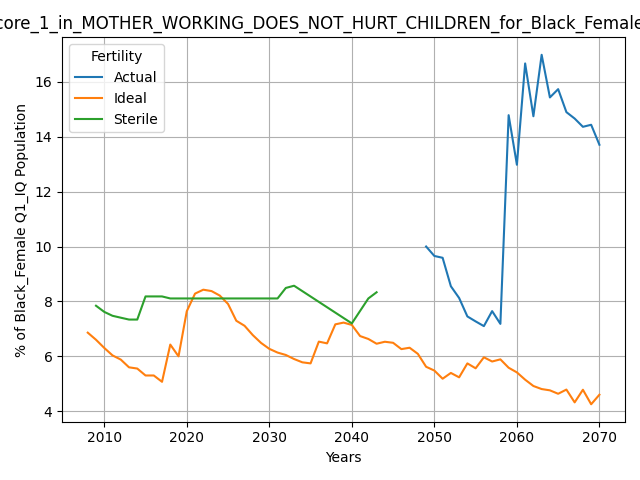 core_1_in_MOTHER_WORKING_DOES_NOT_HURT_CHILDREN_for_Black_Female
Fertility
Actual
Ideal
Sterile
% of Black_Female Q1_IQ Population
16
14
12
10
8
6
4
2010 2020 2030 2040 2050 2060 2070
Years